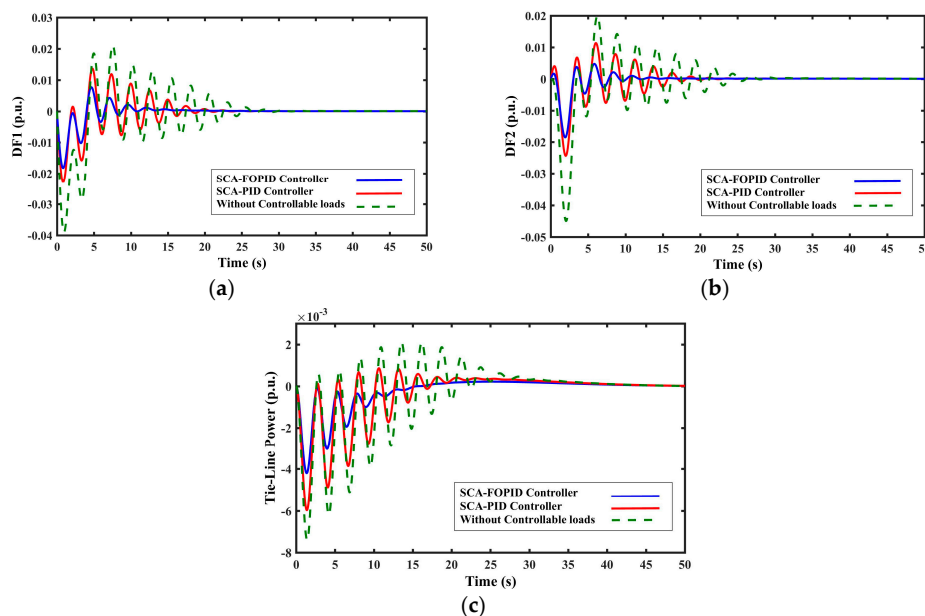 0.03
0.02
0.01
0
-0.01
-0.02
-0.03
-0.04
DF1 (p.u.)
SCA-FOPID Controller
SCA-PID Controller
Without Controllable loads
0 5 10 15 20 25 30 35 40 45 50
Time (s)
(a)
0.02
0.01
0
-0.01
-0.02
-0.03
-0.04
-0.05
DF2 (p.u.)
SCA-FOPID Controller
SCA-PID Controller
Without Controllable loads
0 5 10 15 20 25 30 35 40 45 50
Time (s)
(b)
×10-3
2
0
-2
-4
-6
-8
Tie-Line Power (p.u.)
SCA-FOPID Controller
SCA-PID Controller
Without Controllable loads
0 5 10 15 20 25 30 35 40 45 50
Time (s)
(c)